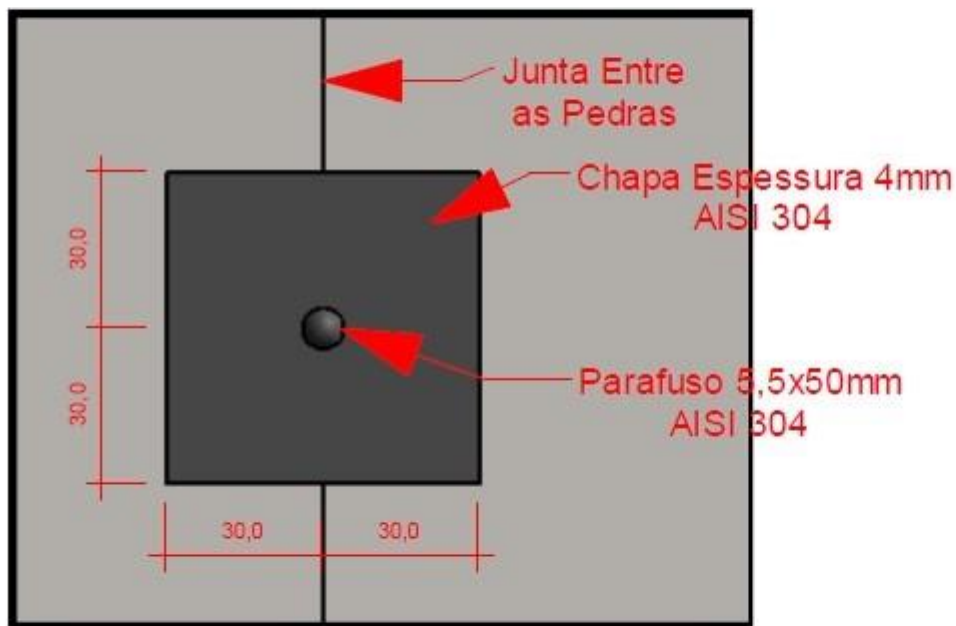 Junta Entre
as Pedras
Chapa Espessura 4mm
AISI 304
30,0
30,0
Parafuso 5,5x50mm
AISI 304
30,0
30,0